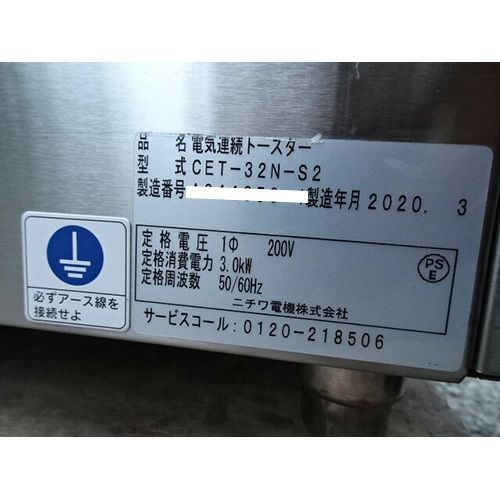 品 名 電気連続トースター
型 式 CET-32N-S2
製造番号 製造年月 2020. 3
定格電圧 1Φ 200V
定格消費電力 3.0kW
定格周波数 50/60Hz
PS
E
ニチワ電機株式会社
サービスコール:0120-218506
必ずアース線を
接続せよ